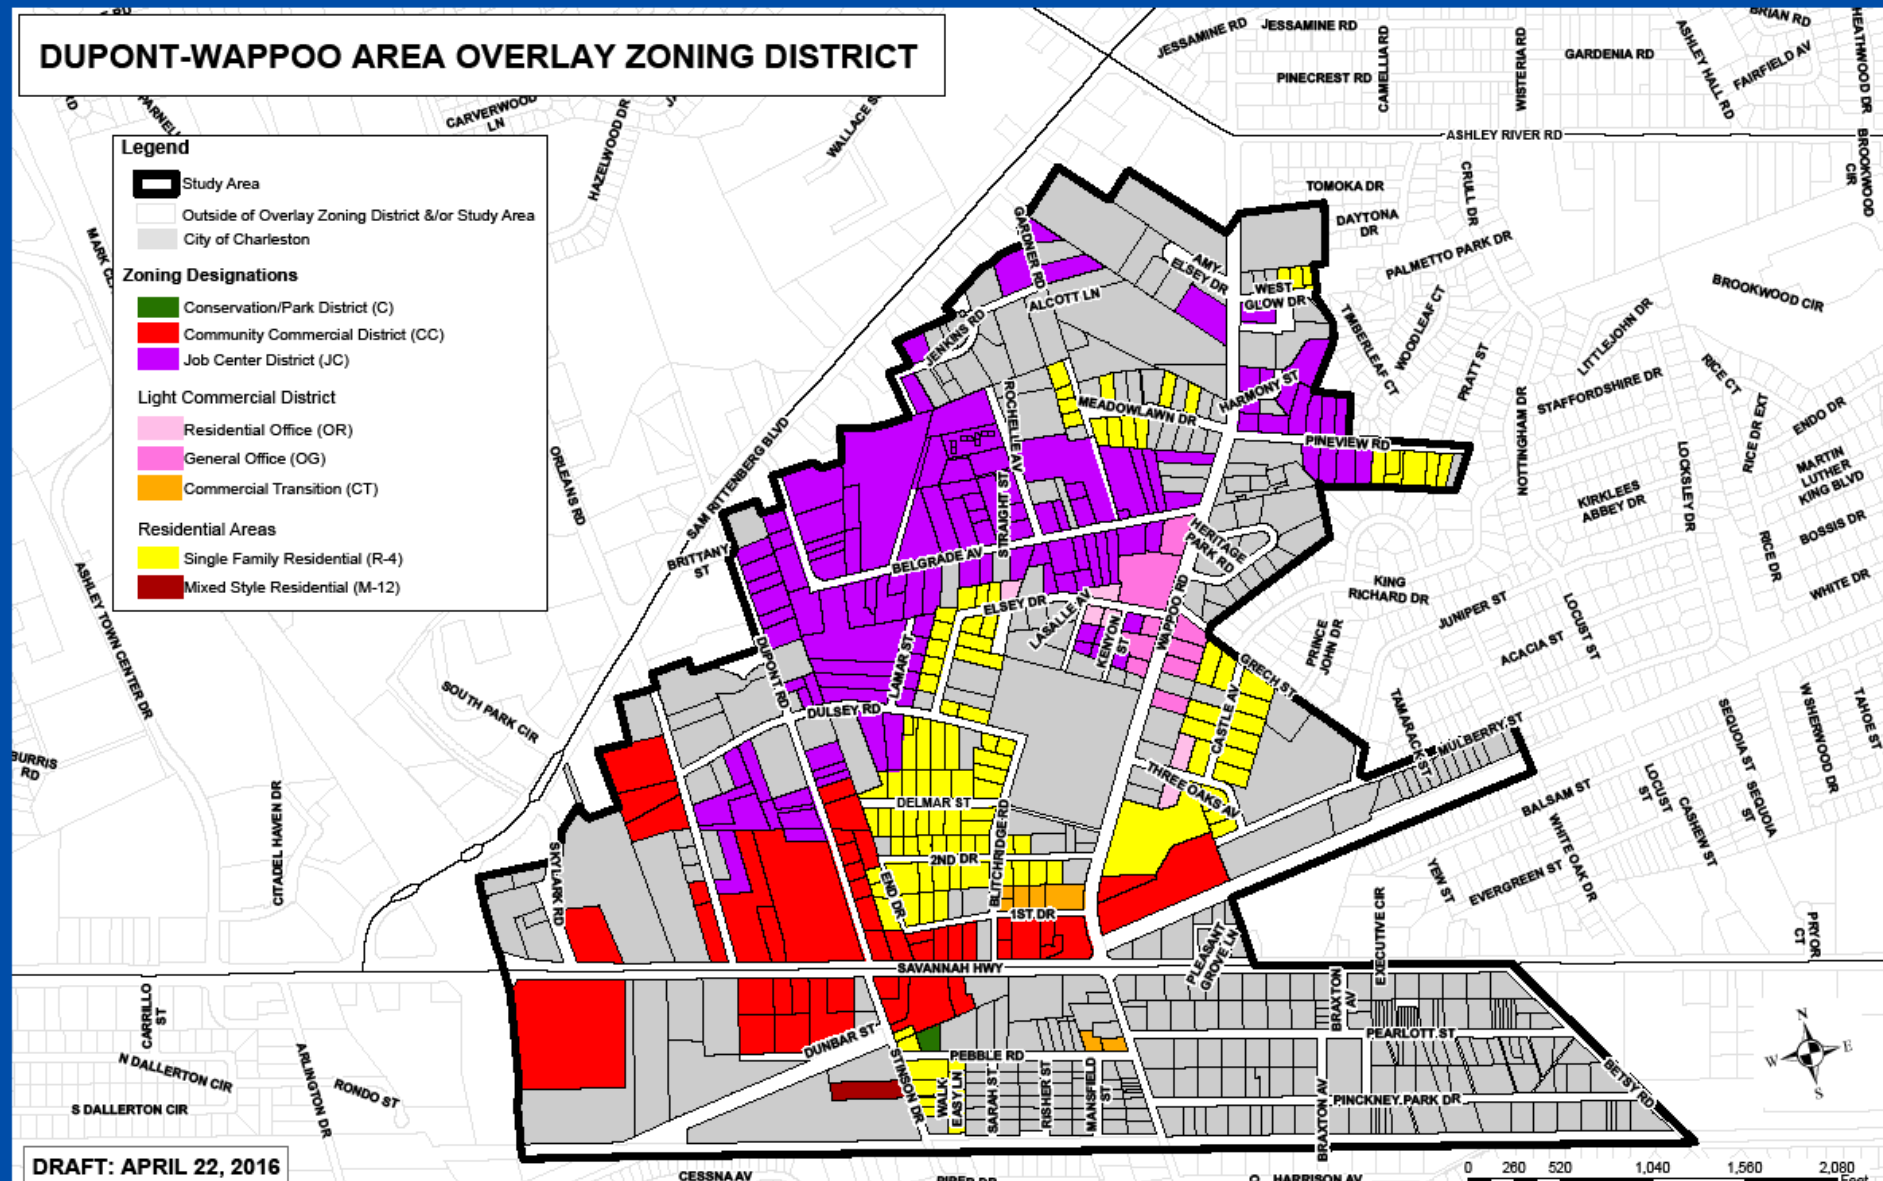 DUPONT-WAPPOO AREA OVERLAY ZONING DISTRICT
Legend
Study Area
Outside of Overlay Zoning District &/or Study Area
City of Charleston
Zoning Designations
Conservation/Park District (C)
Community Commercial District (CC)
Job Center District (JC)
Light Commercial District
Residential Office (OR)
General Office (OG)
Commercial Transition (CT)
Residential Areas
Single Family Residential (R-4)
Mixed Style Residential (M-12)
RD
CARVERWOOD
LN
HAZELWOOD DR
JESSAMINE RD
JESSAMINE RD
PINECREST RD
CAMELLIA RD
WISTERIA RD
GARDENIA RD
ASHLEY HALL RD
BRIAN RD
FAIRFIELD AV
HEATHWOOD DR
ASHLEY RIVER RD
BROOKWOOD
CIR
BROOKWOOD CIR
TOMOKA DR
DAYTONA
DR
CRULL DR
PALMETTO PARK DR
GARDNER RD
AMY
ELSEY DR
WEST
GLOW DR
ALCOTT LN
JENKINS RD
TIMBERLEAF CT
WOODLEAF CT
PRATT ST
LITTLEJOHN DR
STAFFORDSHIRE DR
RICE CT
RICE DR EXT
ENDO DR
MARTIN
LUTHER
KING BLVD
BOSSIS DR
WHITE DR
RICE DR
LOCKSLEY DR
KIRKLEES
ABBEY DR
NOTTINGHAM DR
ROCHELLE AV
MEADOWLAWN DR
HARMONY ST
PINEVIEW RD
SAM RITTENBERG BLVD
ORLEANS RD
BRITTANY
ST
STRAIGHT ST
BELGRADE AV
HERITAGE
PARK RD
KING
RICHARD DR
JUNIPER ST
LOCUST ST
ACACIA ST
PRINCE
JOHN DR
ELSEY DR
LASALLE AV
KENYON
ST
WAPPOO RD
GRECH ST
CASTLE AV
LAMAR ST
DUPONT RD
DULSEY RD
ASHLEY TOWN CENTER DR
SOUTH PARK CIR
BURRIS
RD
CITADEL HAVEN DR
SKYLARK RD
DELMAR ST
2ND DR
BLITCHRIDGE RD
END DR
1ST DR
THREE OAKS AV
TAMARACK ST
MULBERRY ST
SEQUOIA ST
SEQUOIA
ST
W SHERWOOD DR
TAHOE ST
BALSAM ST
LOCUST
ST
CASHEW ST
WHITE OAK DR
YEW ST
EVERGREEN ST
EXECUTIVE CIR
PRYOR
CT
SAVANNAH HWY
PLEASANT
GROVE LN
BRAXTON
AV
CARRILLO
ST
N DALLERTON CIR
S DALLERTON CIR
ARLINGTON DR
RONDO ST
DUNBAR ST
STINSON DR
PEBBLE RD
WALK-
EASY LN
SARAH ST
RISHER ST
MANSFIELD
ST
PEARLOTT ST
PINCKNEY PARK DR
BRAXTON AV
BETSY RD
N
W
E
S
CESSNA AV
PIPER DR
HARRISON AV
DRAFT: APRIL 22, 2016
0 260 520 1,040 1,560 2,080
Feet